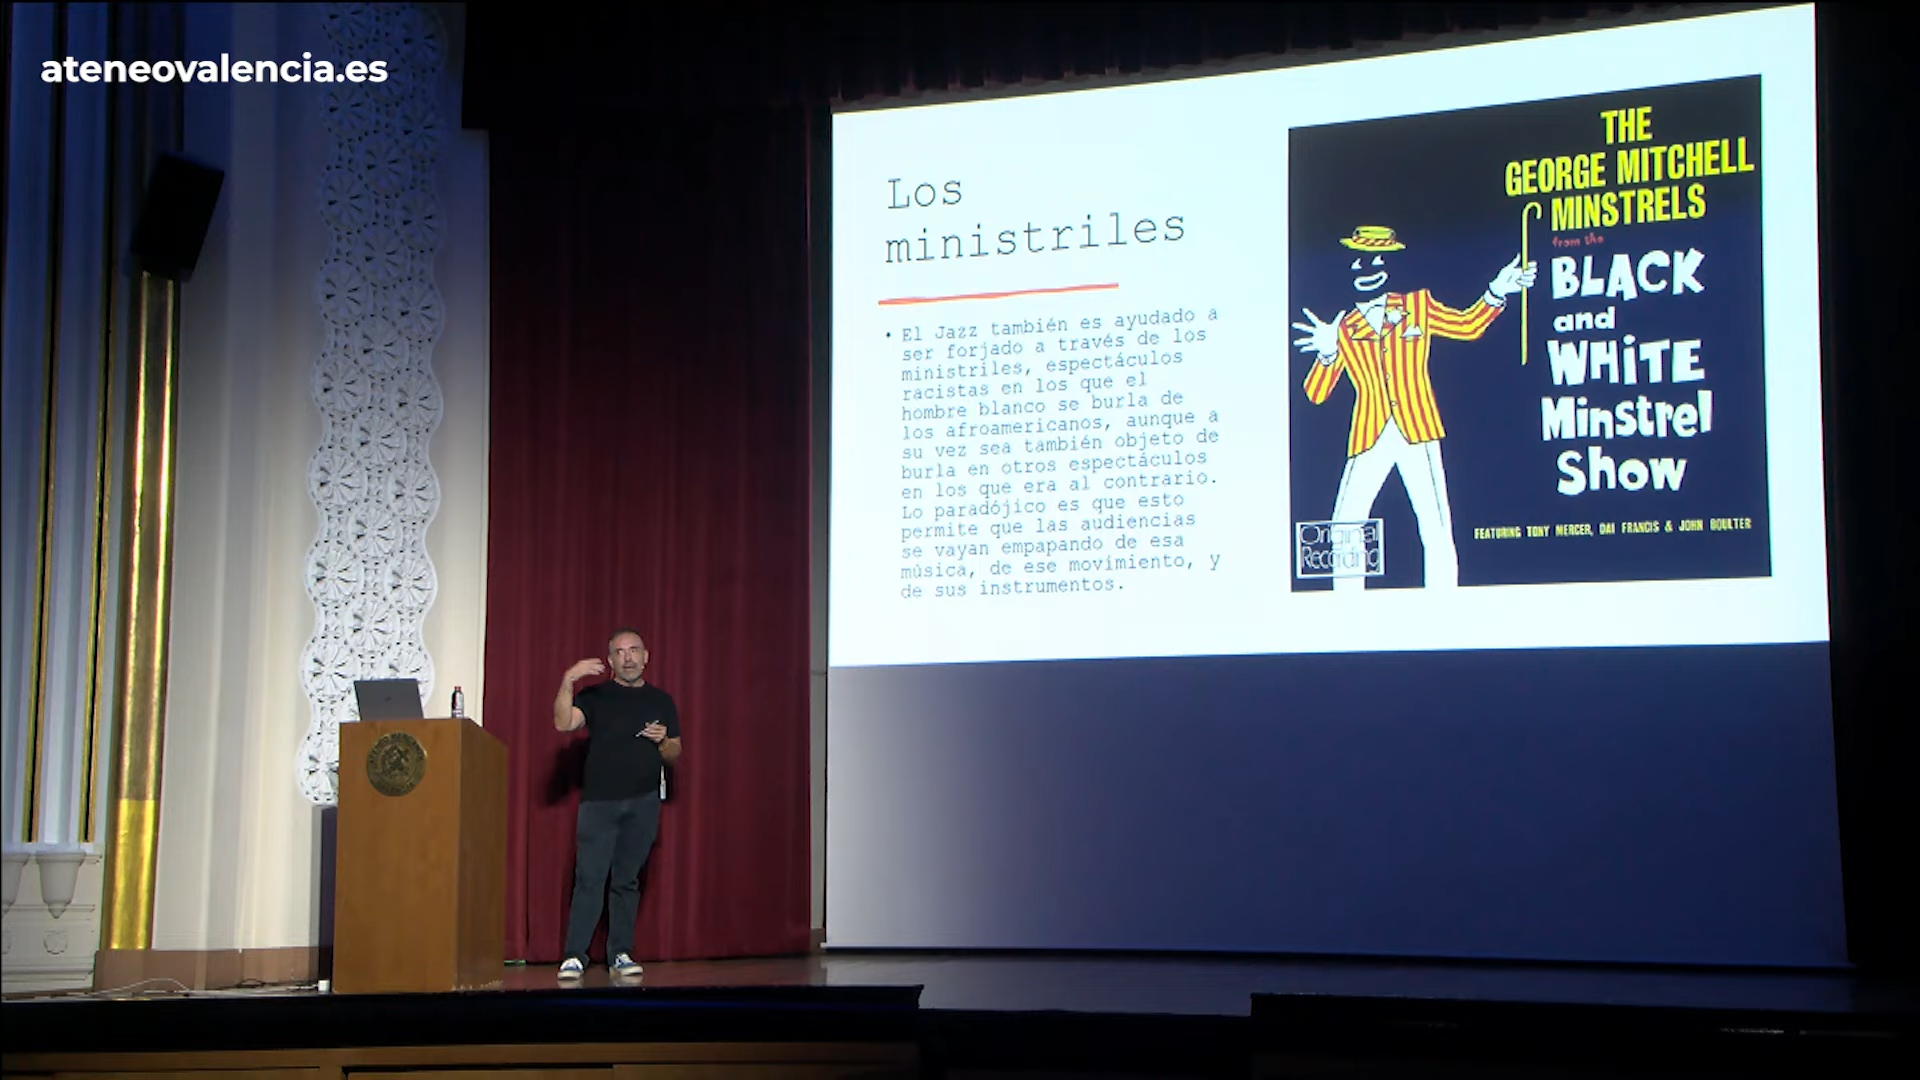 ateneovalencia.es
Los
ministriles
• El Jazz también es ayudado a
ser forjado a través de los
ministriles, espectáculos
racistas en los que el
hombre blanco se burla de
los afroamericanos, aunque a
su vez sea también objeto de
burla en otros espectáculos
en los que era al contrario.
Lo paradójico es que esto
permite que las audiencias
se vayan empapando de esa
música, de ese movimiento, y
de sus instrumentos.
THE
GEORGE MITCHELL
MINSTRELS
from the
BLACK
and
WHiTE
Minstrel
Show
FEATURING TONY MERCER, DAI FRANCIS & JOHN BOULTER
Original
Recording